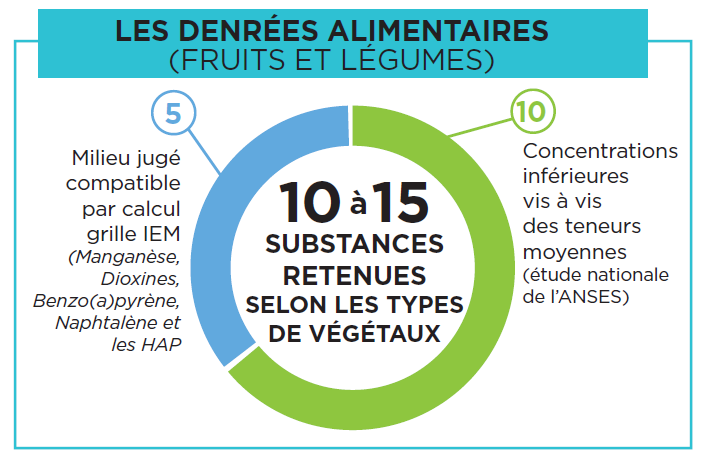 LES DENRÉES ALIMENTAIRES
(FRUITS ET LÉGUMES)
5
Milieu jugé
compatible
par calcul
grille IEM
(Manganèse,
Dioxines,
Benzo(a)pyrène,
Naphtalène et
les HAP)
10 à 15
SUBSTANCES
RETENUES
SELON LES TYPES
DE VÉGÉTAUX
10
Concentrations
inférieures
vis à vis
des teneurs
moyennes
(étude nationale
de l'ANSES)